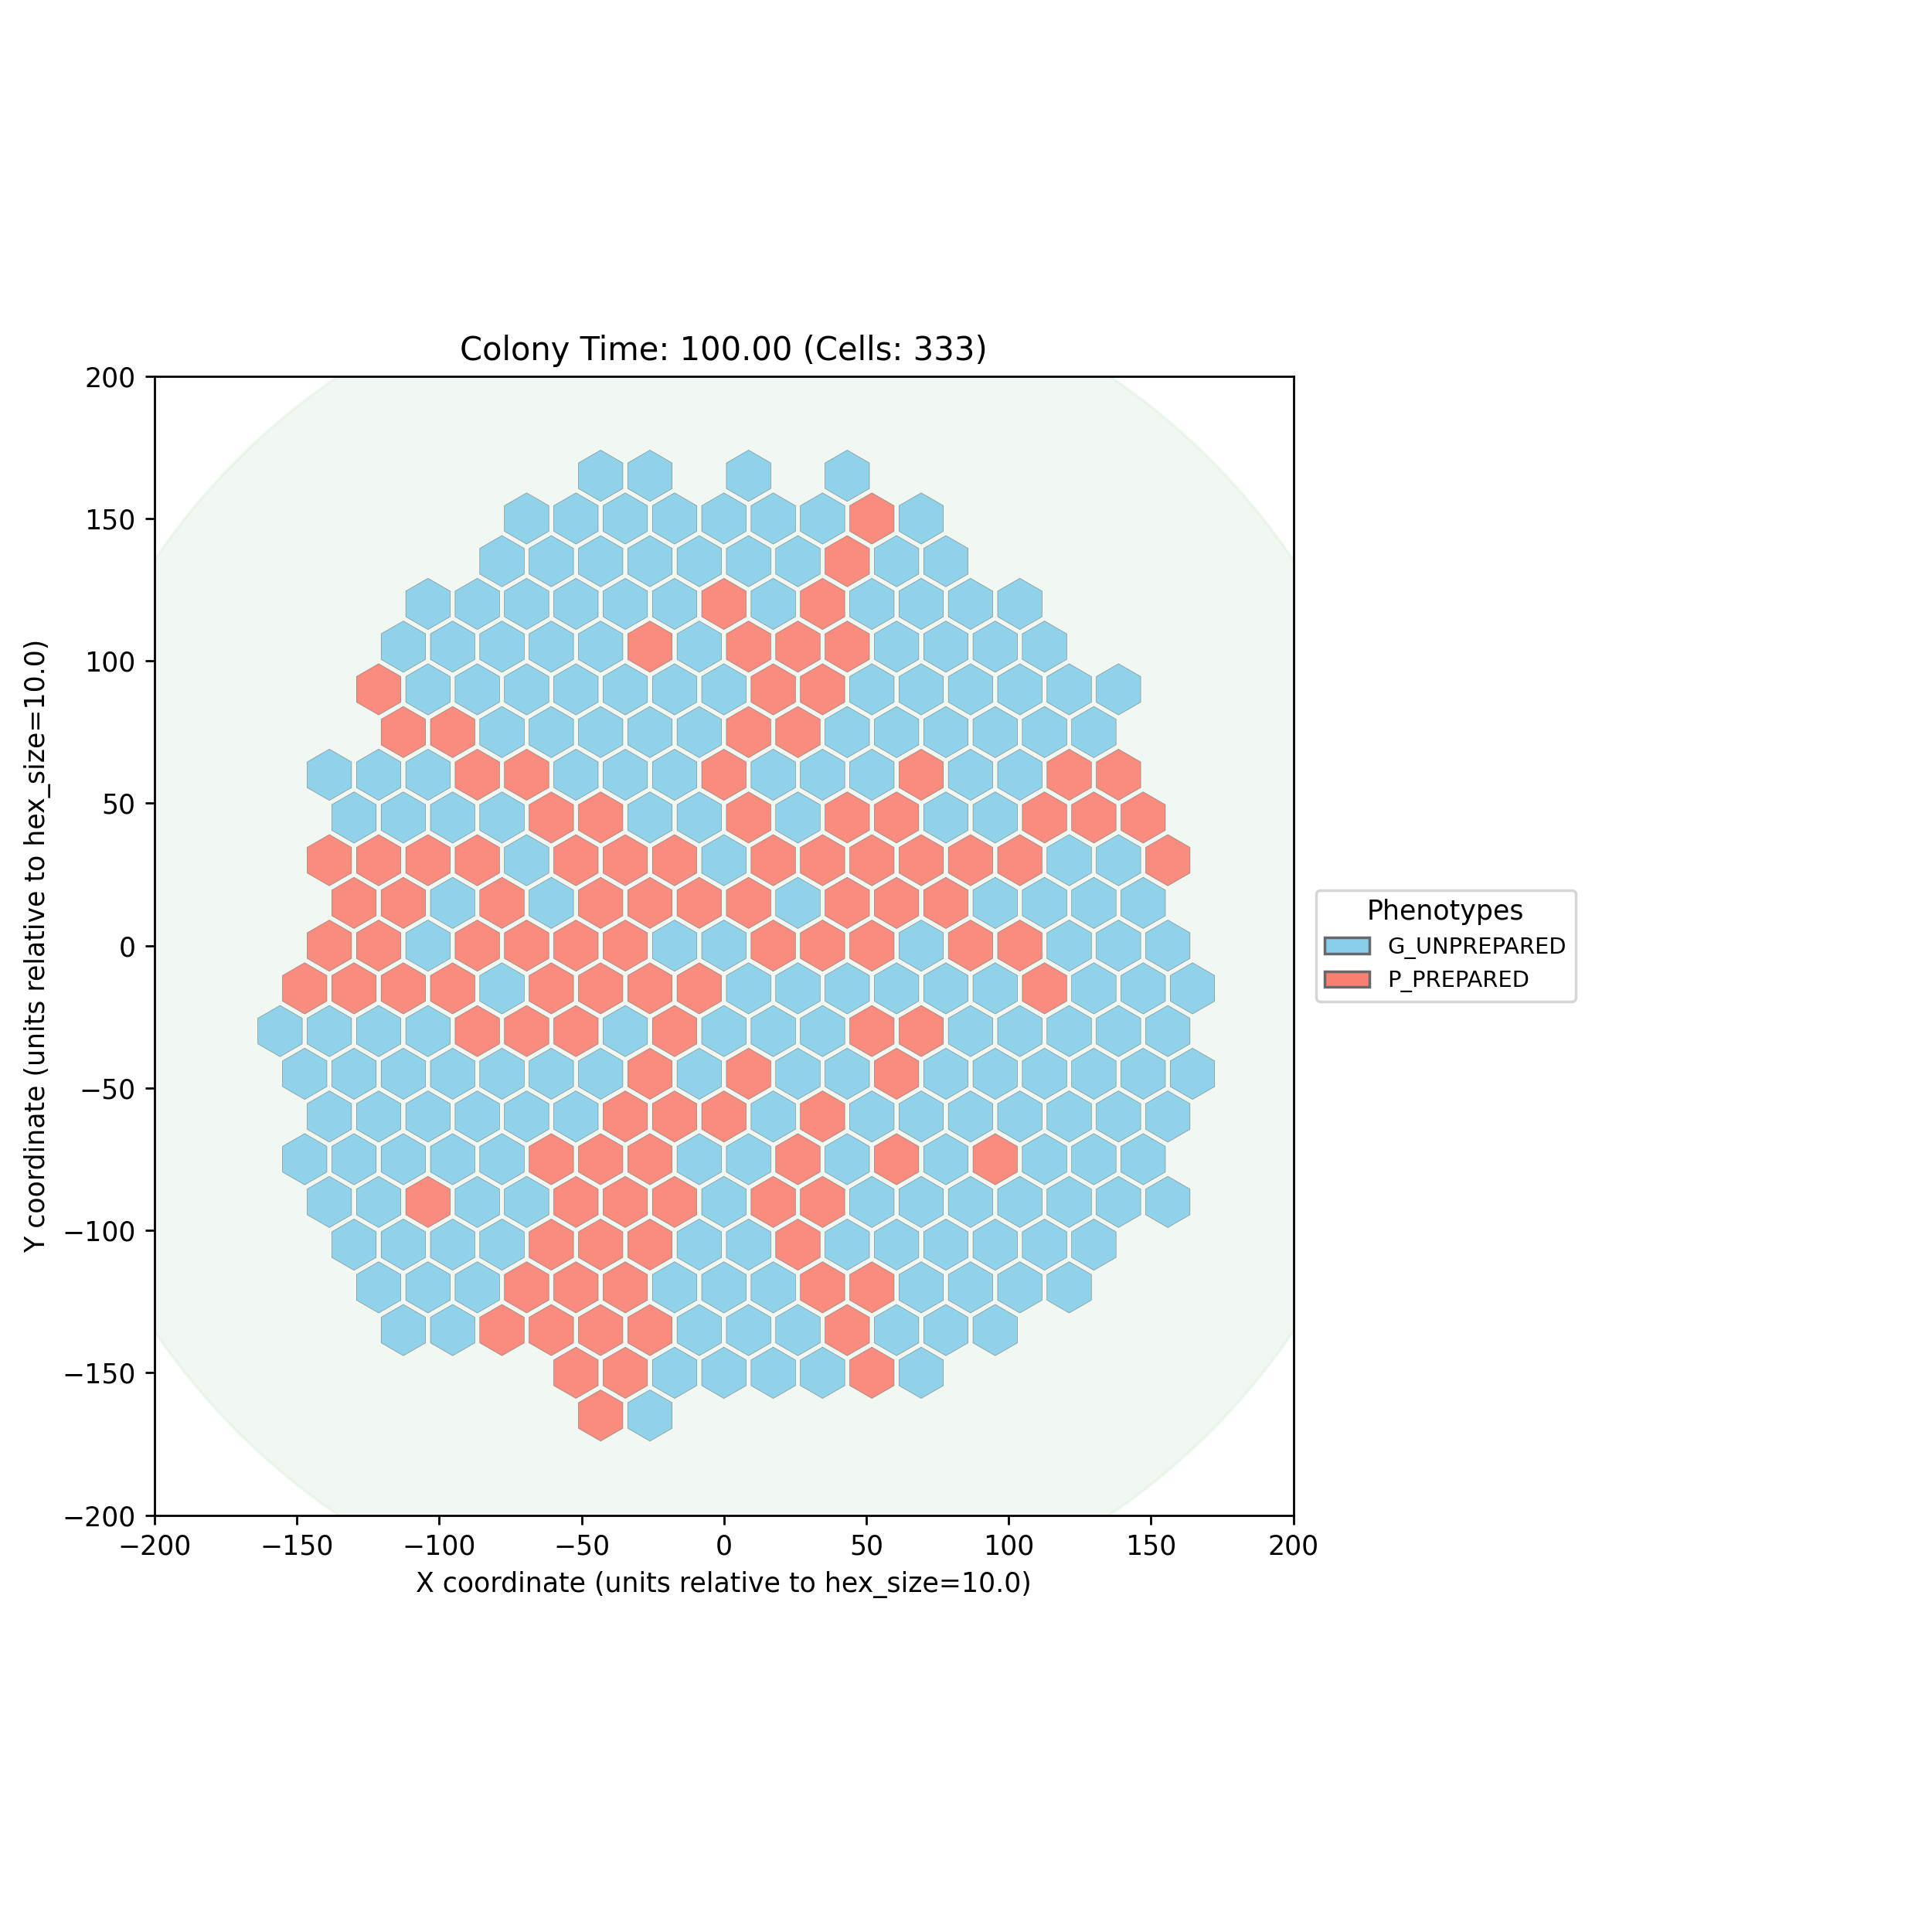 Colony Time: 100.00 (Cells: 333)
200
150
100
50
0
−50
−100
−150
−200
Y coordinate (units relative to hex_size=10.0)
−200 −150 −100 −50 0 50 100 150 200
X coordinate (units relative to hex_size=10.0)
Phenotypes
G_UNPREPARED
P_PREPARED